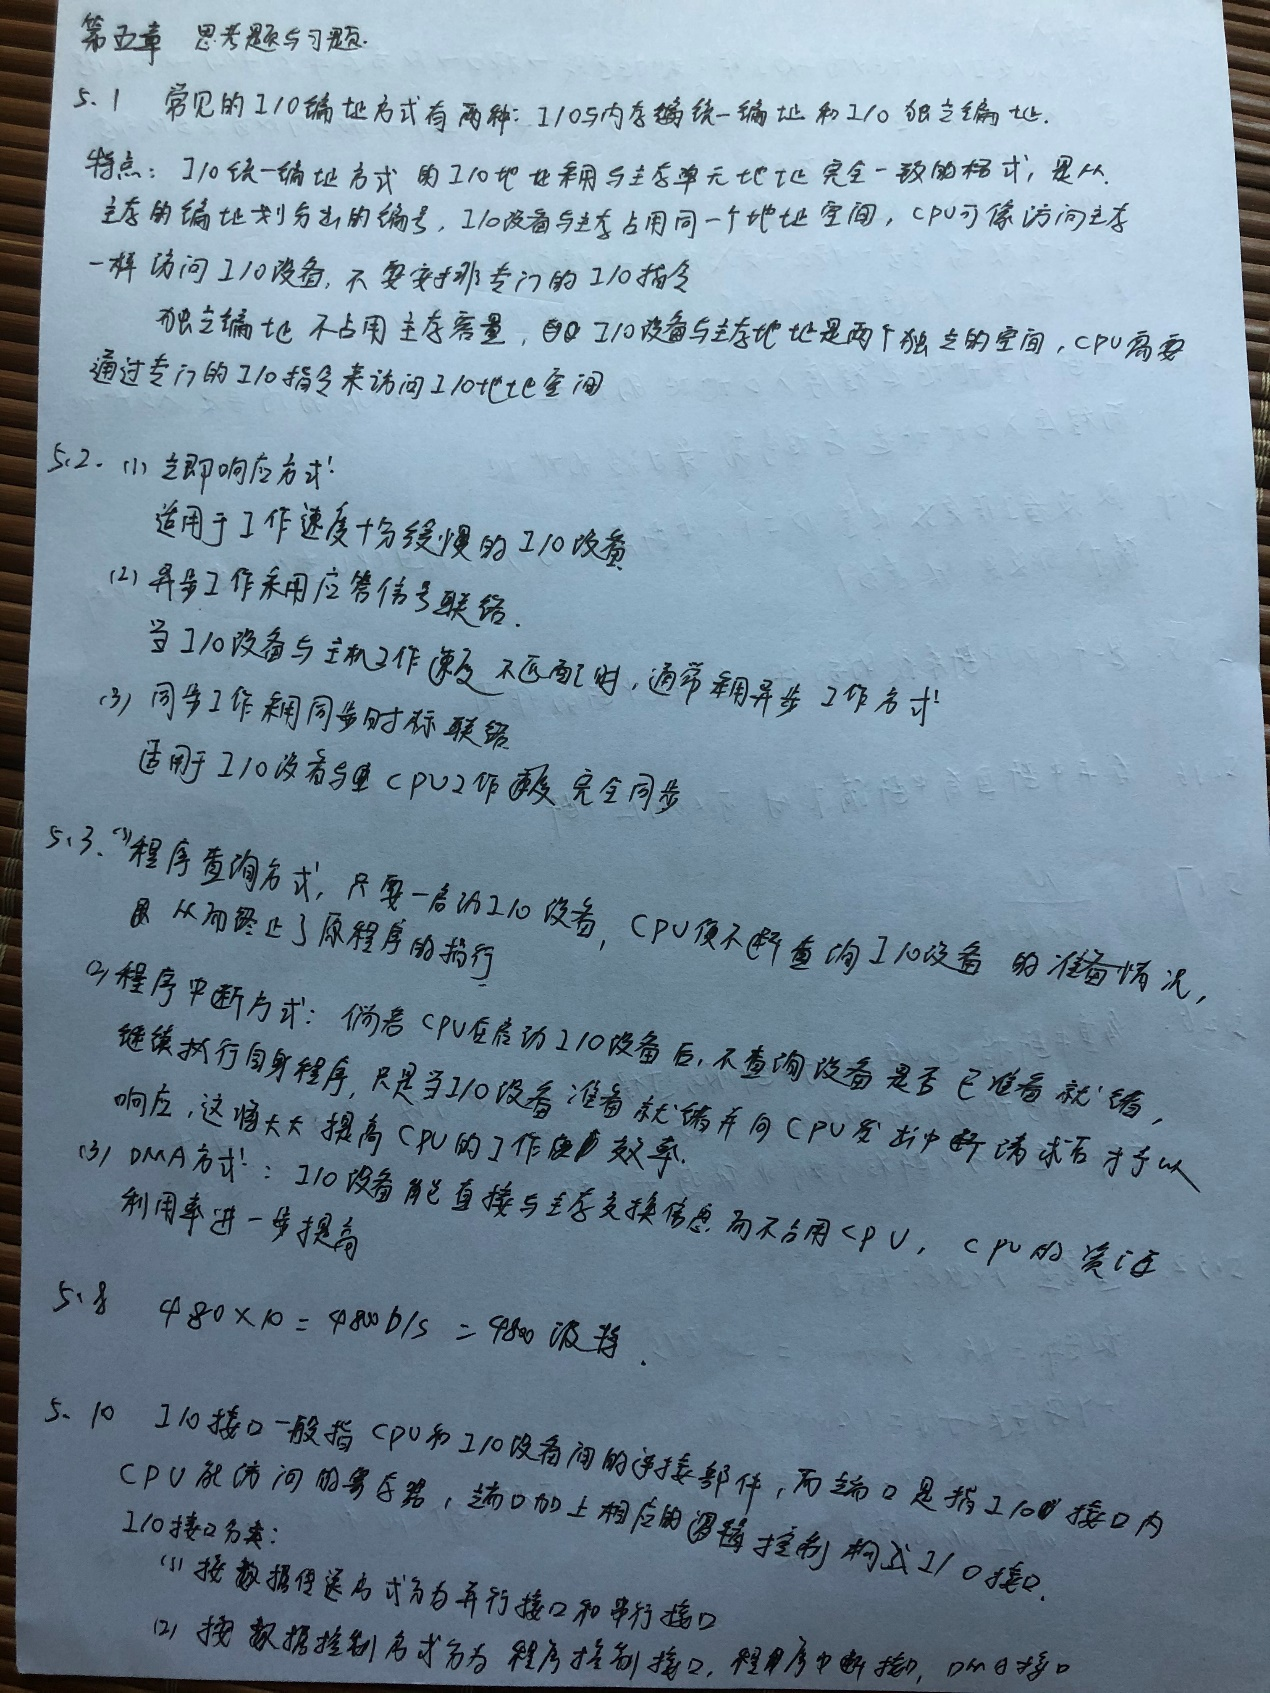 第五章 思考题与习题.
5.1 常见的I/O编址方式有两种: I/O与内存编统一编址和I/O独立编址.
特点: I/O统一编址方式的I/O地址采用与主存单元地址完全一致的格式, 是从
主存的编址划分出的编号, I/O设备与主存占用同一个地址空间, CPU可像访问主存
一样访问I/O设备, 不要安排专门的I/O指令
独立编址不占用主存容量, I/O设备与主存地址是两个独立的空间, CPU需要
通过专门的I/O指令来访问I/O地址空间
5.2. (1) 立即响应方式:
适用于工作速度十分缓慢的I/O设备
(2) 异步工作采用应答信号联络.
当I/O设备与主机工作速度不匹配时, 通常采用异步工作方式
(3) 同步工作采用同步时标联络
适用于I/O设备与CPU工作速度完全同步
5.3. (1)程序查询方式, 只要一启动I/O设备, CPU便不断查询I/O设备的准备情况,
从而终止了原程序的执行
(2) 程序中断方式: 倘若CPU在启动I/O设备后, 不查询设备是否已准备就绪,
继续执行自身程序, 只是当I/O设备准备就绪并向CPU发出中断请求后才予以
响应, 这将大大提高CPU的工作效率.
(3) DMA方式: I/O设备能直接与主存交换信息而不占用CPU, CPU的资源
利用率进一步提高
5.8 480×10=4800b/s=4800波特.
5.10 I/O接口一般指CPU和I/O设备间的连接部件, 而端口是指I/O接口内
CPU能访问的寄存器, 端口加上相应的逻辑控制构成I/O接口.
I/O接口分类:
(1) 按数据传送方式分为并行接口和串行接口
(2) 按数据控制方式分为程序控制接口, 程序中断接口, DMA接口